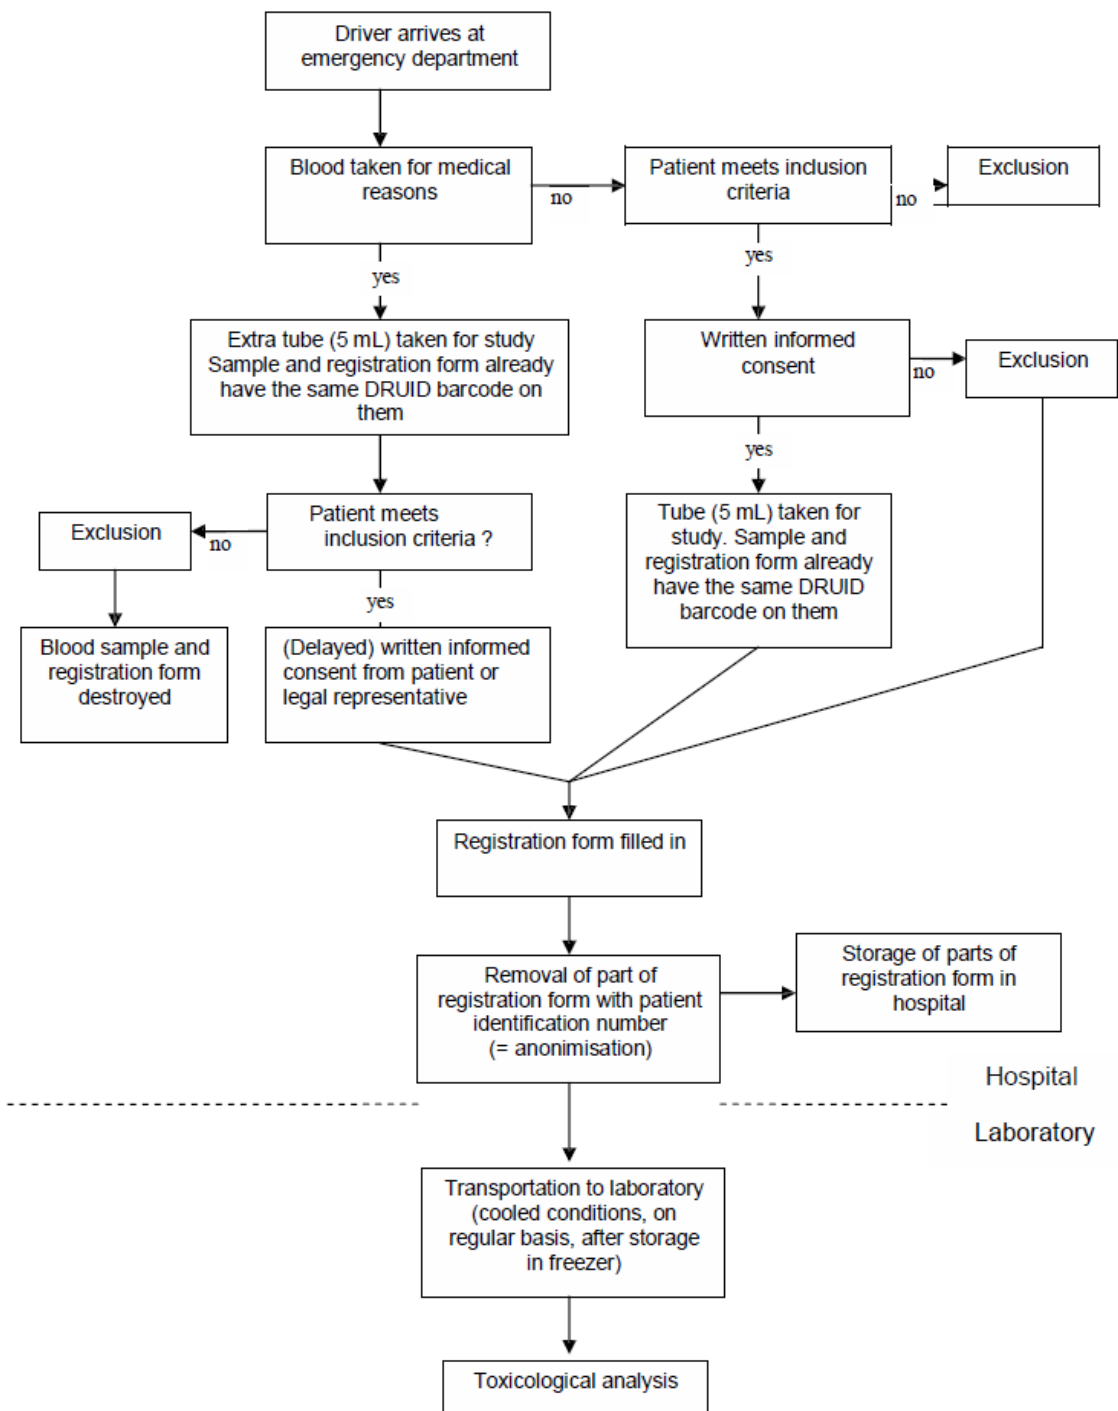 Driver arrives at
emergency department
Blood taken for medical
reasons
no
Patient meets inclusion
criteria
no
Exclusion
yes
yes
Extra tube (5 mL) taken for study
Sample and registration form already
have the same DRUID barcode on
them
Written informed
consent
no
Exclusion
yes
Exclusion
no
Patient meets
inclusion criteria ?
Tube (5 mL) taken for
study. Sample and
registration form already
have the same DRUID
barcode on them
yes
Blood sample and
registration form
destroyed
(Delayed) written informed
consent from patient or
legal representative
Registration form filled in
Removal of part of
registration form with patient
identification number
(= anonimisation)
Storage of parts of
registration form in
hospital
Hospital
Laboratory
Transportation to laboratory
(cooled conditions, on
regular basis, after storage
in freezer)
Toxicological analysis